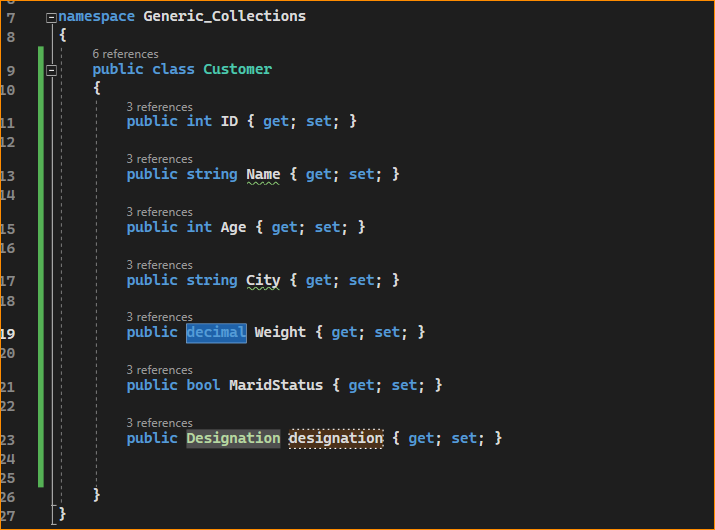 7 namespace Generic_Collections
8 {
6 references
9 public class Customer
10 {
3 references
11 public int ID { get; set; }
12
3 references
13 public string Name { get; set; }
14
3 references
15 public int Age { get; set; }
16
3 references
17 public string City { get; set; }
18
3 references
19 public decimal Weight { get; set; }
20
3 references
21 public bool MaridStatus { get; set; }
22
3 references
23 public Designation designation { get; set; }
24
25
26 }
27 }